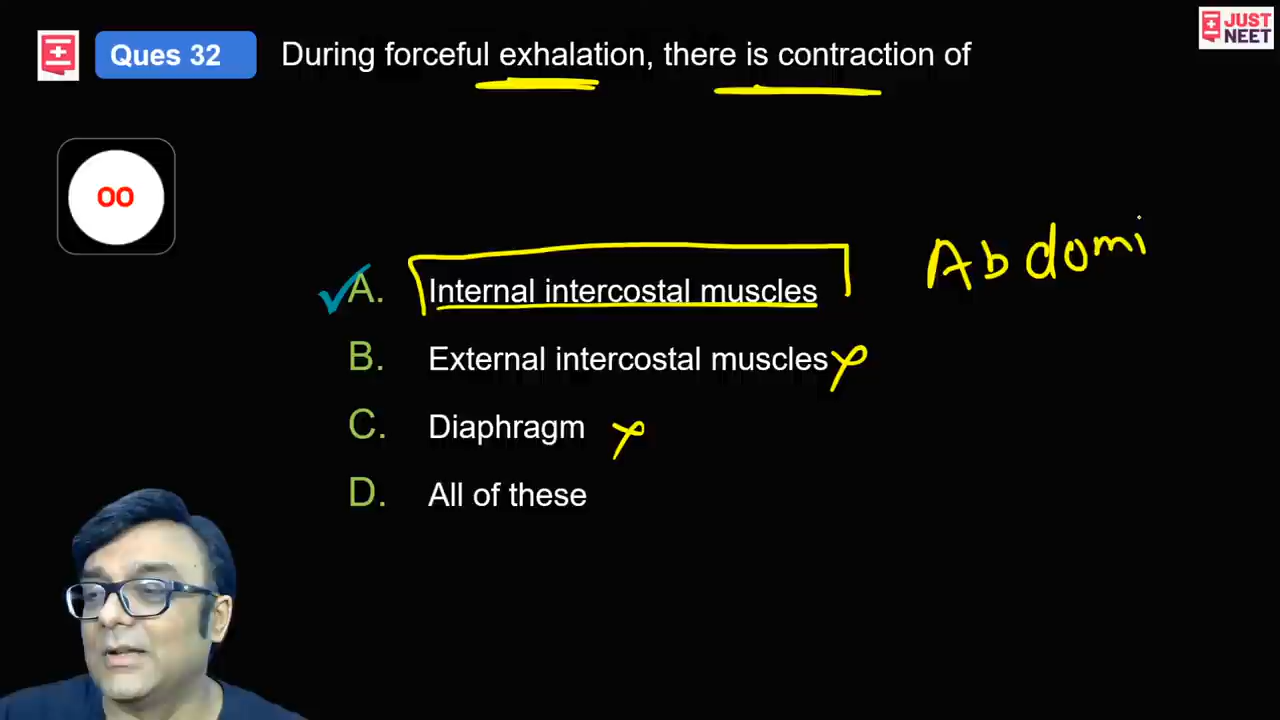 JUST
NEET
Ques 32 During forceful exhalation, there is contraction of
00
Abdomi
A. Internal intercostal muscles
B. External intercostal muscles
C. Diaphragm
D. All of these